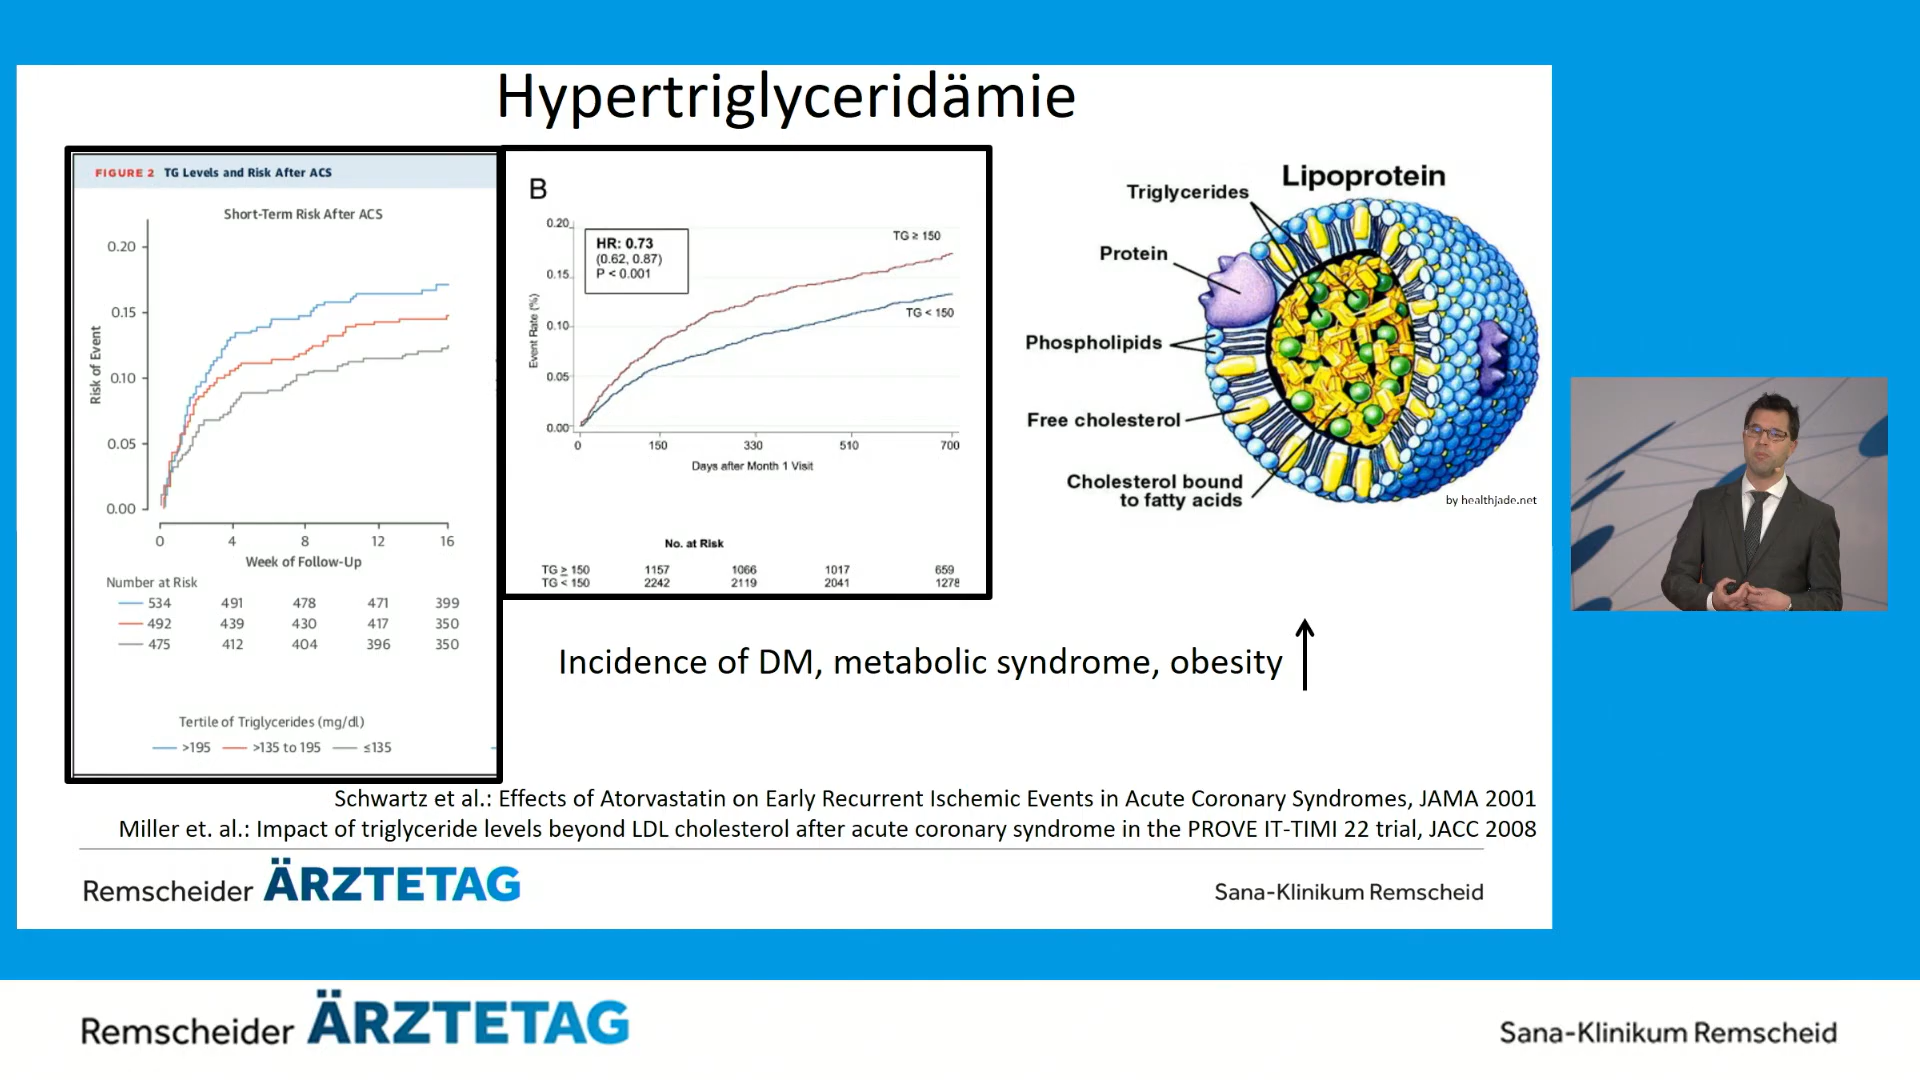 Hypertriglyceridämie
FIGURE 2 TG Levels and Risk After ACS
Short-Term Risk After ACS
Risk of Event
0.20
0.15
0.10
0.05
0.00
0 4 8 12 16
Week of Follow-Up
Number at Risk
534 491 478 471 399
492 439 430 417 350
475 412 404 396 350
Tertile of Triglycerides (mg/dl)
>195 >135 to 195 ≤135
B
HR: 0.73
(0.62, 0.87)
P < 0.001
Event Rate (%)
0.20
0.15
0.10
0.05
0.00
TG ≥ 150
TG < 150
0 150 330 510 700
Days after Month 1 Visit
No. at Risk
TG ≥ 150 1157 1066 1017 659
TG < 150 2242 2119 2041 1278
Lipoprotein
Triglycerides
Protein
Phospholipids
Free cholesterol
Cholesterol bound
to fatty acids
by healthjade.net
Incidence of DM, metabolic syndrome, obesity
Schwartz et al.: Effects of Atorvastatin on Early Recurrent Ischemic Events in Acute Coronary Syndromes, JAMA 2001
Miller et. al.: Impact of triglyceride levels beyond LDL cholesterol after acute coronary syndrome in the PROVE IT-TIMI 22 trial, JACC 2008
Remscheider ÄRZTETAG
Sana-Klinikum Remscheid
Remscheider ÄRZTETAG
Sana-Klinikum Remscheid